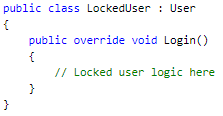 public class LockedUser : User
{
    public override void Login()
    {
        // Locked user logic here
    }
}